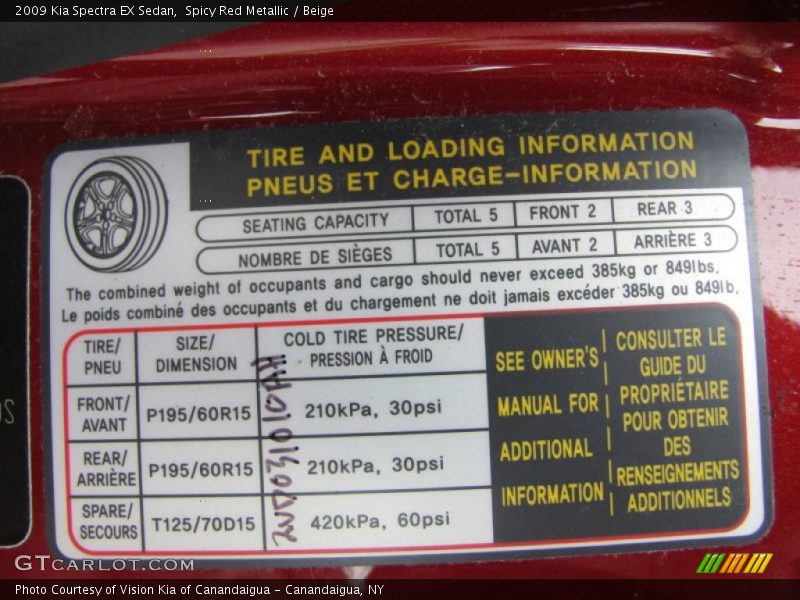 2009 Kia Spectra EX Sedan,  Spicy Red Metallic / Beige
TIRE AND LOADING INFORMATION
PNEUS ET CHARGE-INFORMATION
SEATING CAPACITY TOTAL 5 FRONT 2 REAR 3
NOMBRE DE SIÈGES TOTAL 5 AVANT 2 ARRIÈRE 3
The combined weight of occupants and cargo should never exceed 385kg or 849lbs.
Le poids combiné des occupants et du chargement ne doit jamais excéder 385kg ou 849lb.
TIRE/
PNEU
SIZE/
DIMENSION
COLD TIRE PRESSURE/
PRESSION À FROID
FRONT/
AVANT
P195/60R15
210kPa, 30psi
REAR/
ARRIÈRE
P195/60R15
210kPa, 30psi
SPARE/
SECOURS
T125/70D15
420kPa, 60psi
SEE OWNER'S
MANUAL FOR
ADDITIONAL
INFORMATION
CONSULTER LE
GUIDE DU
PROPRIÉTAIRE
POUR OBTENIR
DES
RENSEIGNEMENTS
ADDITIONNELS
GTCARLOT.COM
Photo Courtesy of Vision Kia of Canandaigua - Canandaigua, NY